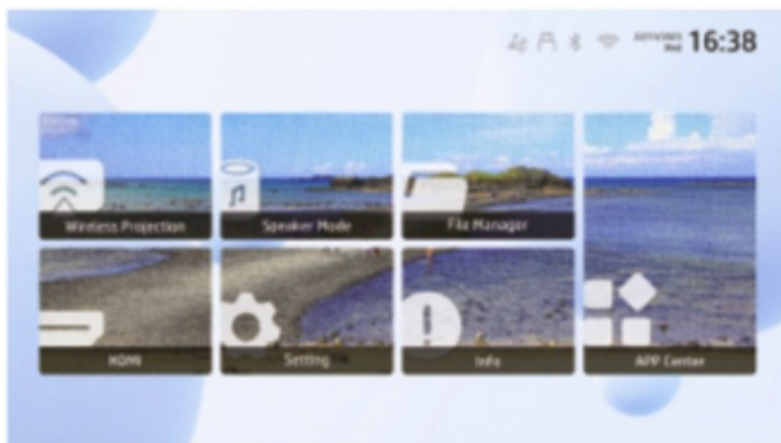 16:38
Wireless Projection
Speaker Mode
File Manager
HDMI
Setting
Info
APP Center